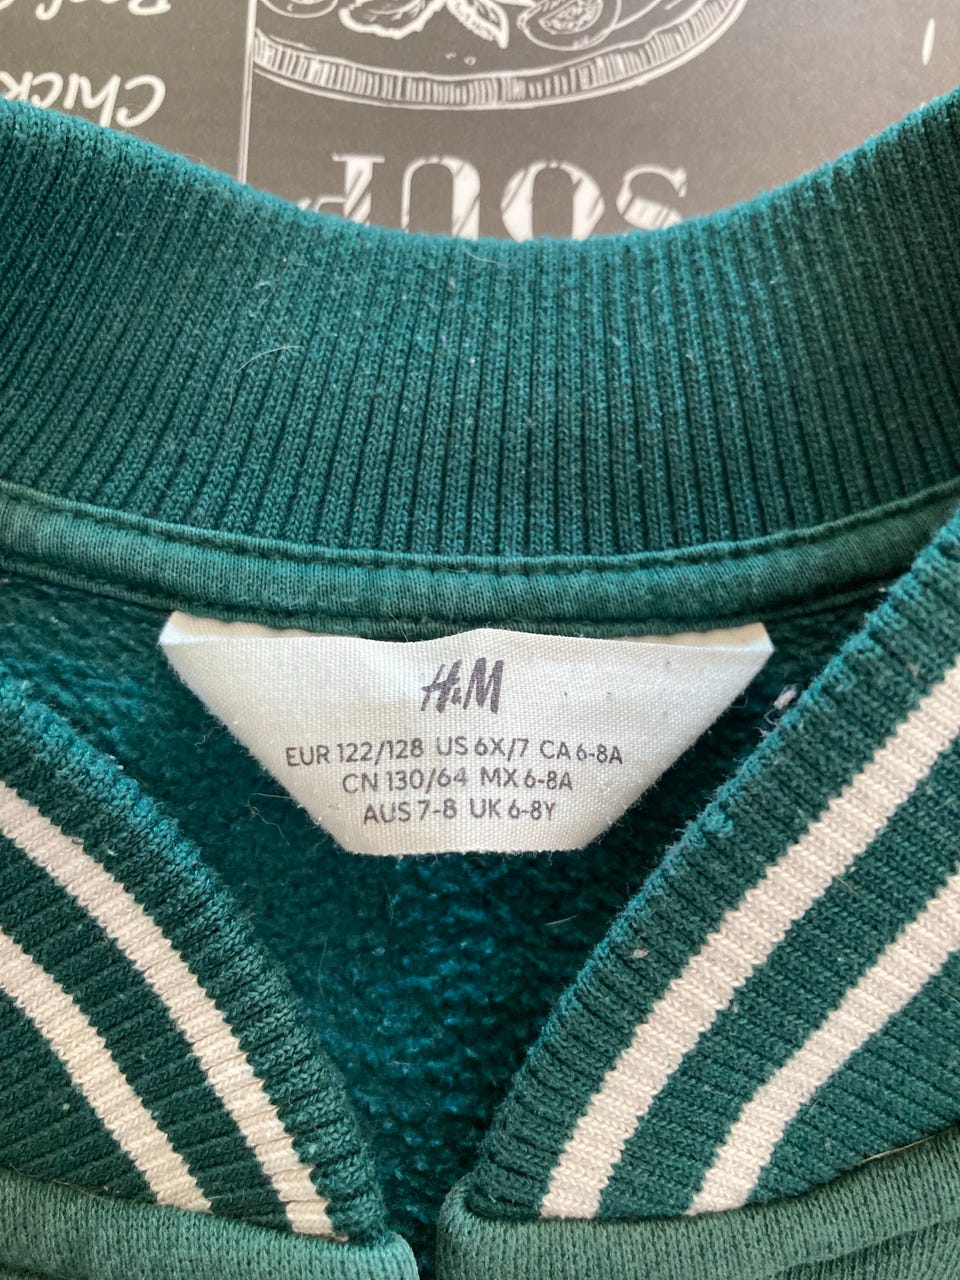 Chick
SOUP
H&M
EUR 122/128 US 6X/7 CA 6-8A
CN 130/64 MX 6-8A
AUS 7-8 UK 6-8Y